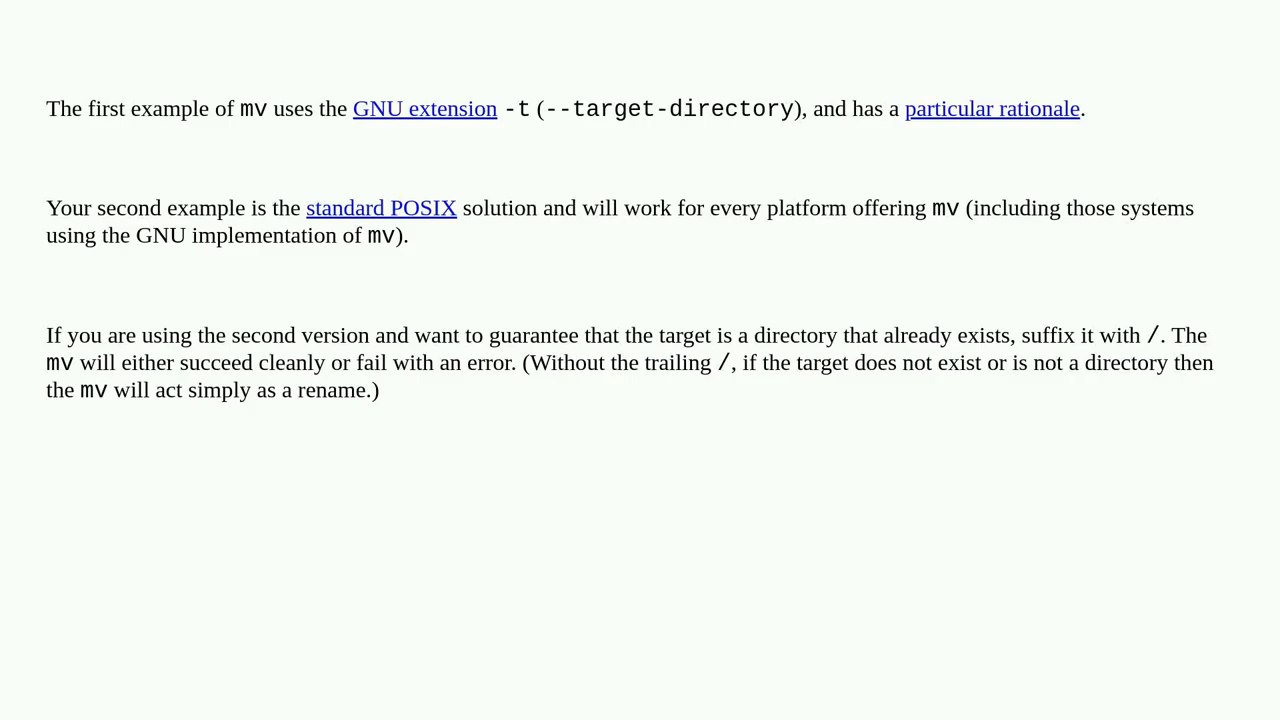 The first example of mv uses the GNU extension -t (--target-directory), and has a particular rationale.
Your second example is the standard POSIX solution and will work for every platform offering mv (including those systems
using the GNU implementation of mv).
If you are using the second version and want to guarantee that the target is a directory that already exists, suffix it with /. The
mv will either succeed cleanly or fail with an error. (Without the trailing /, if the target does not exist or is not a directory then
the mv will act simply as a rename.)